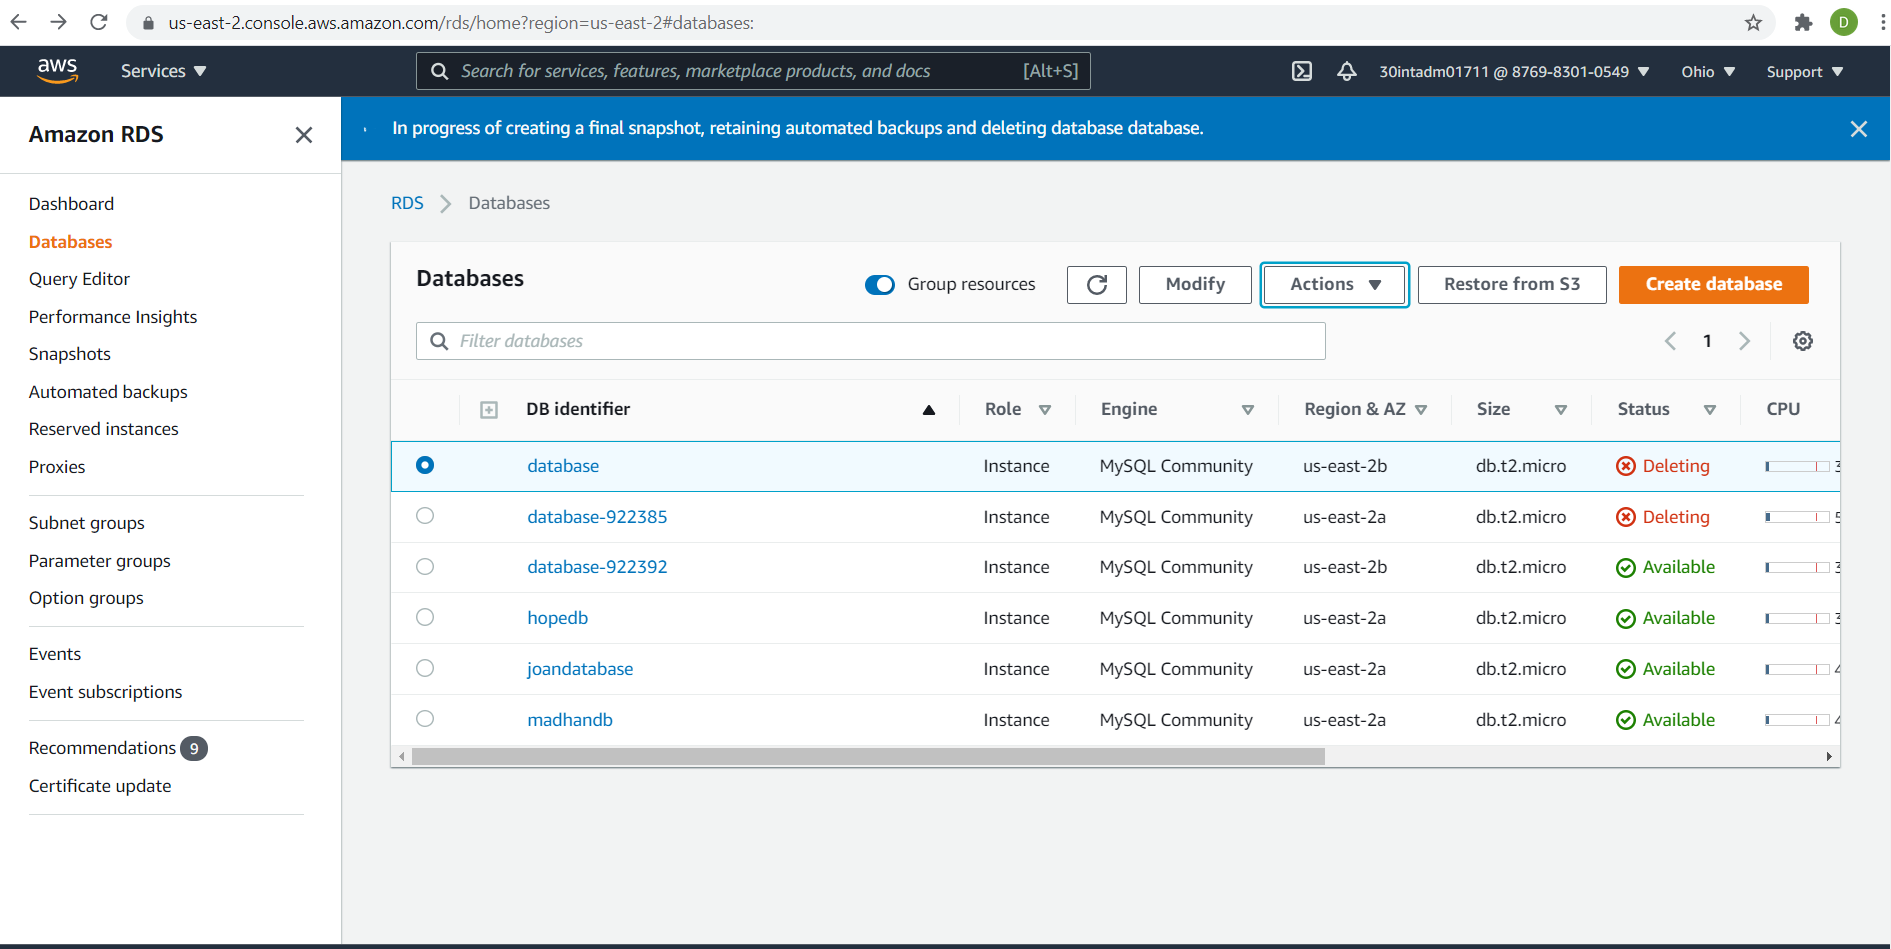 us-east-2.console.aws.amazon.com/rds/home?region=us-east-2#databases:
D
aws
Services
Search for services, features, marketplace products, and docs
[Alt+S]
30intadm01711 @ 8769-8301-0549
Ohio
Support
Amazon RDS
In progress of creating a final snapshot, retaining automated backups and deleting database database.
Dashboard
Databases
Query Editor
Performance Insights
Snapshots
Automated backups
Reserved instances
Proxies
Subnet groups
Parameter groups
Option groups
Events
Event subscriptions
Recommendations 9
Certificate update
RDS Databases
Databases
Group resources
Modify
Actions
Restore from S3
Create database
Filter databases
1
DB identifier Role Engine Region & AZ Size Status CPU
database Instance MySQL Community us-east-2b db.t2.micro Deleting 3
database-922385 Instance MySQL Community us-east-2a db.t2.micro Deleting 5
database-922392 Instance MySQL Community us-east-2b db.t2.micro Available 3
hopedb Instance MySQL Community us-east-2a db.t2.micro Available 3
joandatabase Instance MySQL Community us-east-2a db.t2.micro Available 4
madhandb Instance MySQL Community us-east-2a db.t2.micro Available 4